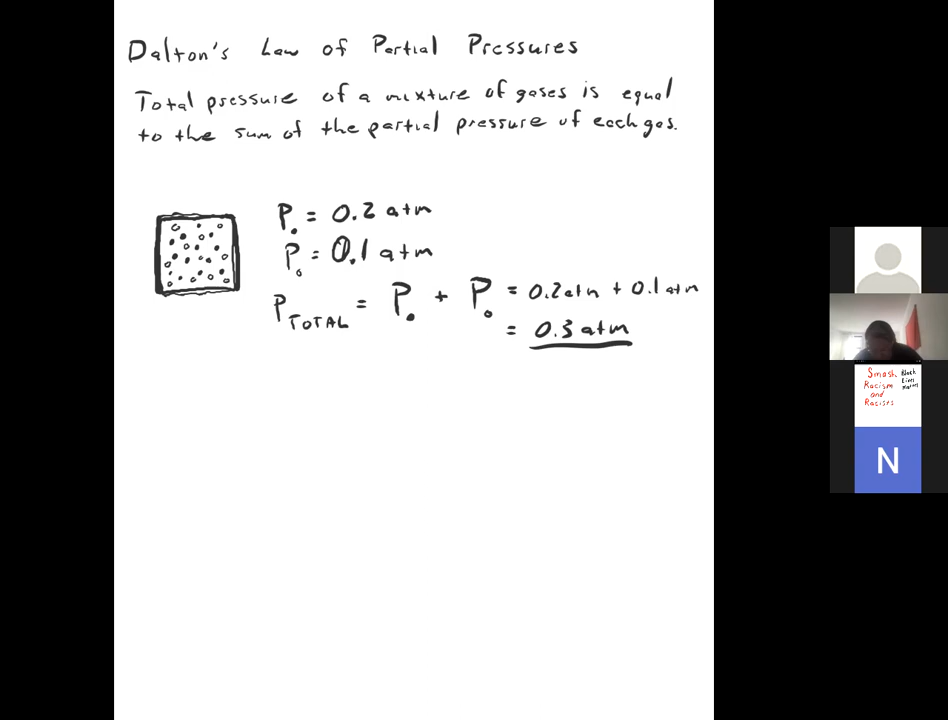 Dalton's Law of Partial Pressures
Total pressure of a mixture of gases is equal
to the sum of the partial pressure of each gas.
P• = 0.2 atm
P○ = 0.1 atm
P TOTAL = P• + P○ = 0.2 atm + 0.1 atm
= 0.3 atm
Smash
Racism
and
Racists
Black
Lives
Matter
N